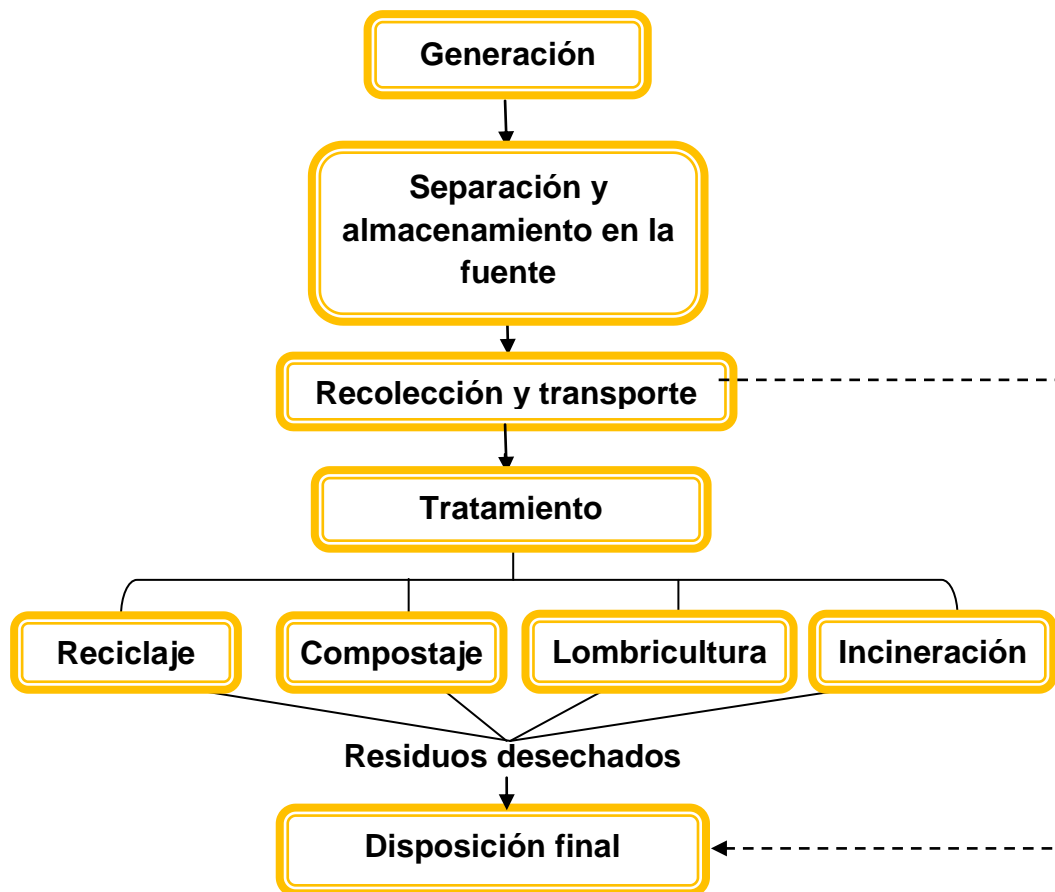 Generación
Separación y
almacenamiento en la
fuente
Recolección y transporte
Tratamiento
Reciclaje
Compostaje
Lombricultura
Incineración
Residuos desechados
Disposición final